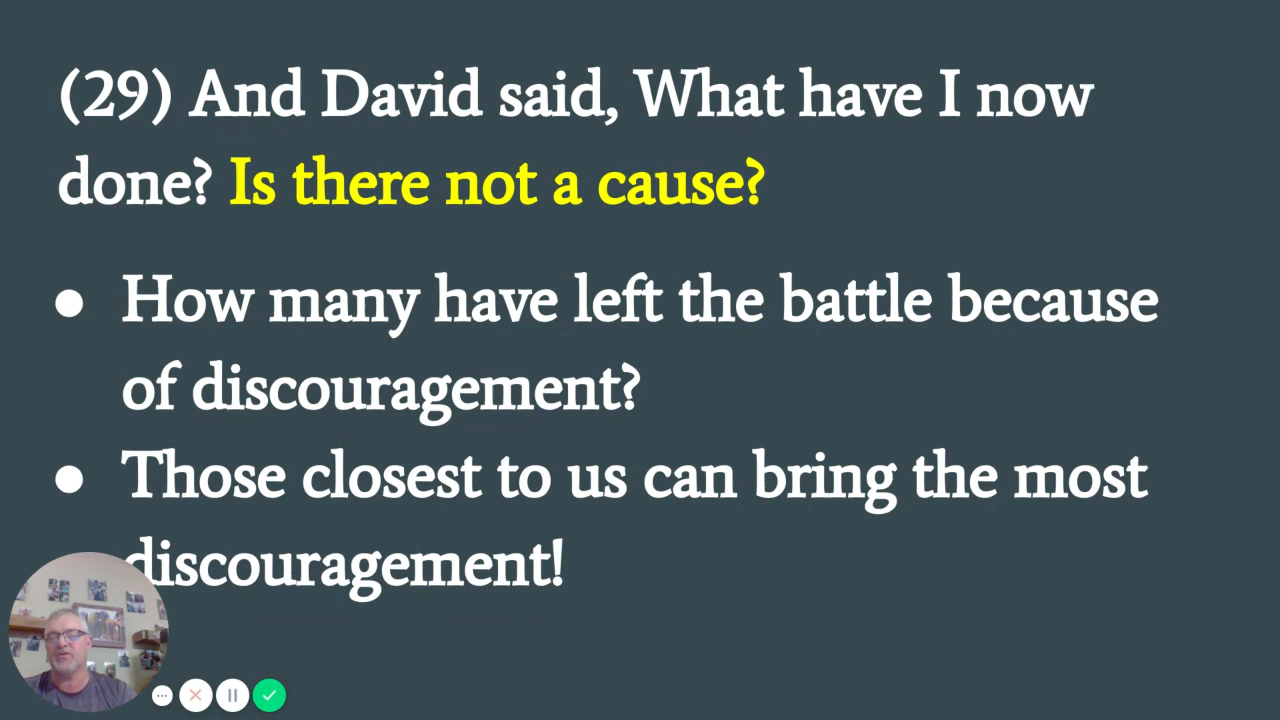 (29) And David said, What have I now
done? Is there not a cause?
● How many have left the battle because
of discouragement?
● Those closest to us can bring the most
discouragement!